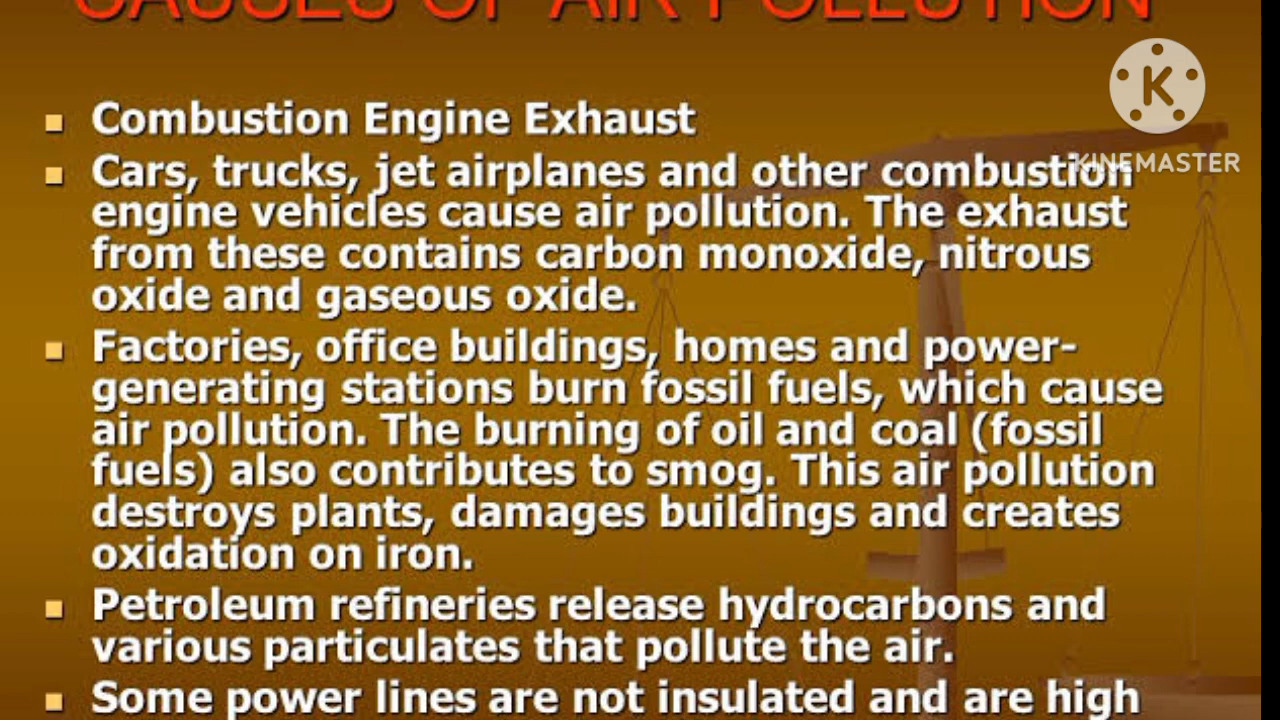 CAUSES OF AIR POLLUTION
K
KINEMASTER
Combustion Engine Exhaust
Cars, trucks, jet airplanes and other combustion
engine vehicles cause air pollution. The exhaust
from these contains carbon monoxide, nitrous
oxide and gaseous oxide.
Factories, office buildings, homes and power-
generating stations burn fossil fuels, which cause
air pollution. The burning of oil and coal (fossil
fuels) also contributes to smog. This air pollution
destroys plants, damages buildings and creates
oxidation on iron.
Petroleum refineries release hydrocarbons and
various particulates that pollute the air.
Some power lines are not insulated and are high